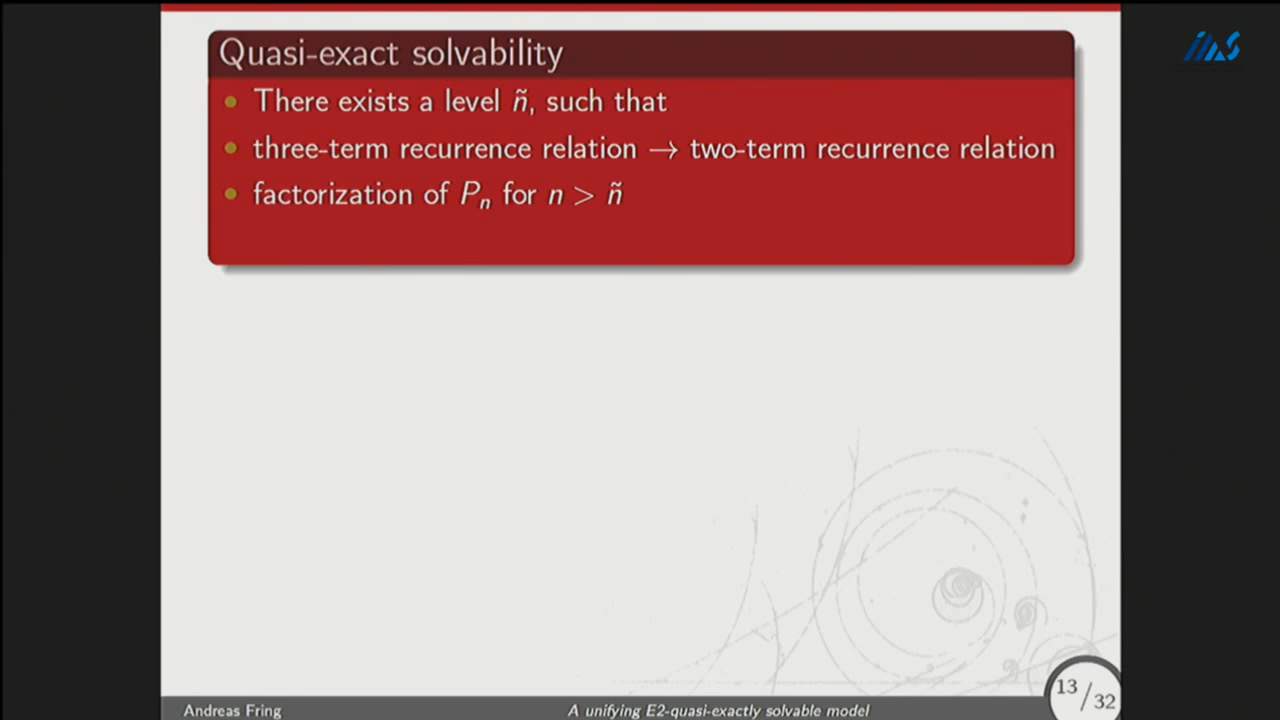 Quasi-exact solvability
There exists a level ñ, such that
three-term recurrence relation → two-term recurrence relation
factorization of Pₙ for n > ñ
13/32
Andreas Fring
A unifying E2-quasi-exactly solvable model